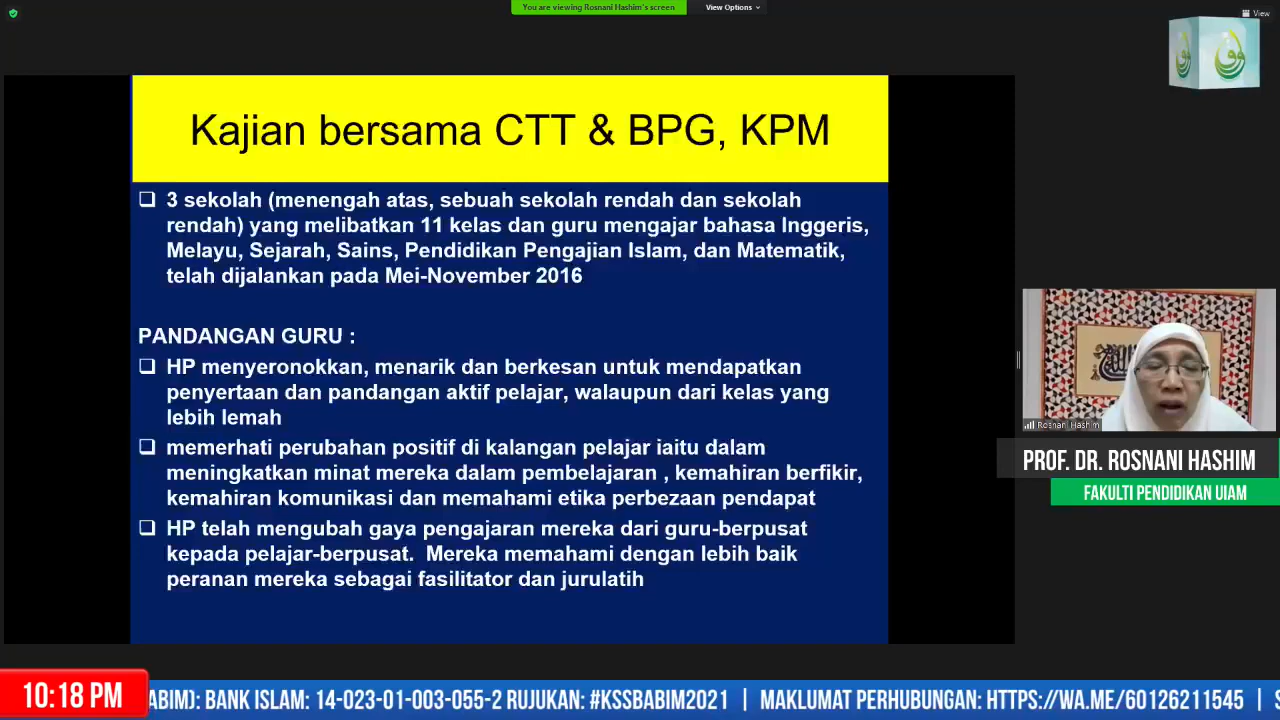 You are viewing Rosnani Hashim's screen
View Options
View
Kajian bersama CTT & BPG, KPM
3 sekolah (menengah atas, sebuah sekolah rendah dan sekolah
rendah) yang melibatkan 11 kelas dan guru mengajar bahasa Inggeris,
Melayu, Sejarah, Sains, Pendidikan Pengajian Islam, dan Matematik,
telah dijalankan pada Mei-November 2016
PANDANGAN GURU :
HP menyeronokkan, menarik dan berkesan untuk mendapatkan
penyertaan dan pandangan aktif pelajar, walaupun dari kelas yang
lebih lemah
memerhati perubahan positif di kalangan pelajar iaitu dalam
meningkatkan minat mereka dalam pembelajaran , kemahiran berfikir,
kemahiran komunikasi dan memahami etika perbezaan pendapat
HP telah mengubah gaya pengajaran mereka dari guru-berpusat
kepada pelajar-berpusat. Mereka memahami dengan lebih baik
peranan mereka sebagai fasilitator dan jurulatih
Rosnani Hashim
PROF. DR. ROSNANI HASHIM
FAKULTI PENDIDIKAN UIAM
10:18 PM
ABIM): BANK ISLAM: 14-023-01-003-055-2 RUJUKAN: #KSSBABIM2021 | MAKLUMAT PERHUBUNGAN: HTTPS://WA.ME/60126211545 | S